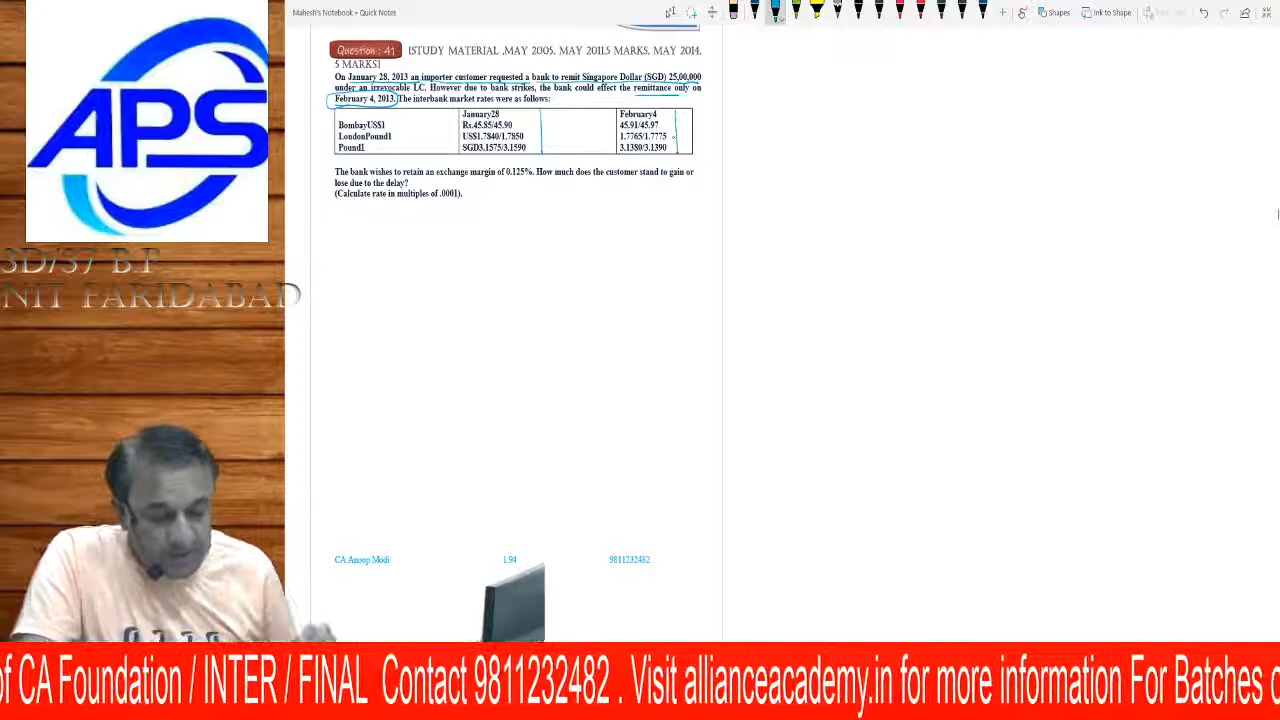 Mahesh's Notebook » Quick Notes
Shapes
Ink to Shape
APS
3D/37 B.P.
NIT FARIDABAD
Question : 41 [STUDY MATERIAL ,MAY 2005, MAY 2011,5 MARKS, MAY 2014,
5 MARKS]
On January 28, 2013 an importer customer requested a bank to remit Singapore Dollar (SGD) 25,00,000
under an irrevocable LC. However due to bank strikes, the bank could effect the remittance only on
February 4, 2013. The interbank market rates were as follows:
January28 February4
BombayUS$1 Rs.45.85/45.90 45.91/45.97
LondonPound1 US$1.7840/1.7850 1.7765/1.7775
Pound1 SGD3.1575/3.1590 3.1380/3.1390
The bank wishes to retain an exchange margin of 0.125%. How much does the customer stand to gain or
lose due to the delay?
(Calculate rate in multiples of .0001).
CA Anoop Modi 1.94 9811232482
of CA Foundation / INTER / FINAL Contact 9811232482 . Visit allianceacademy.in for more information For Batches